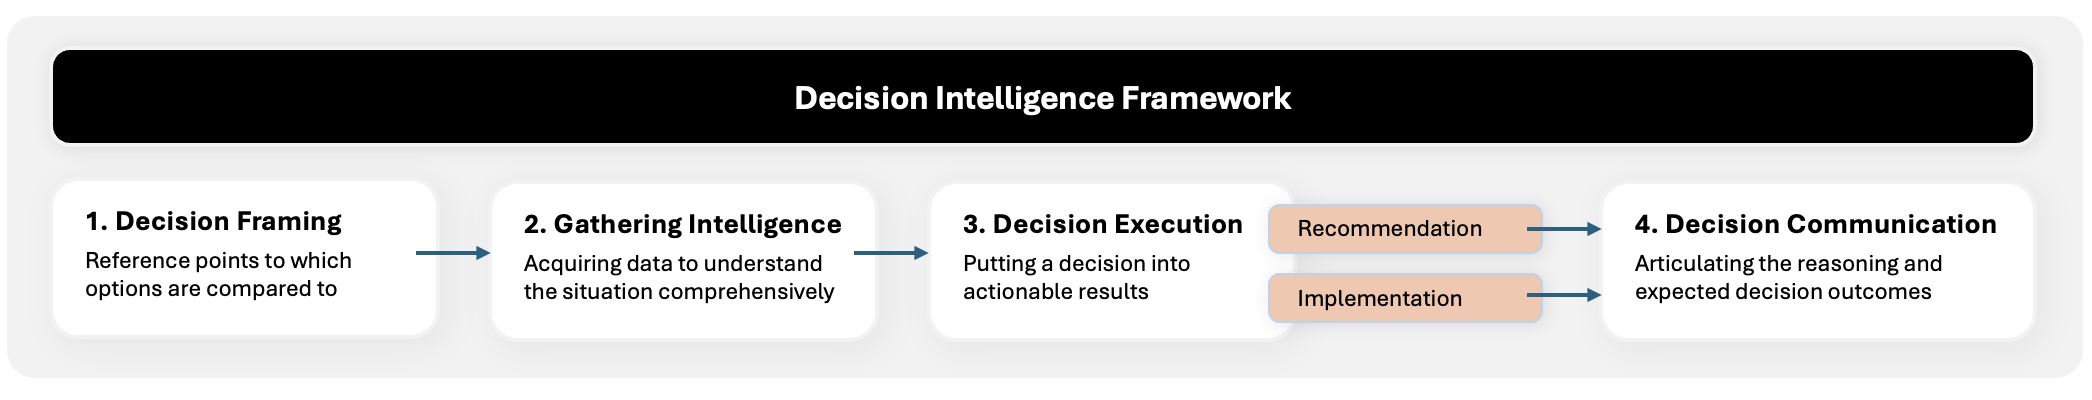 Decision Intelligence Framework
1. Decision Framing
Reference points to which
options are compared to
2. Gathering Intelligence
Acquiring data to understand
the situation comprehensively
3. Decision Execution
Putting a decision into
actionable results
Recommendation
Implementation
4. Decision Communication
Articulating the reasoning and
expected decision outcomes